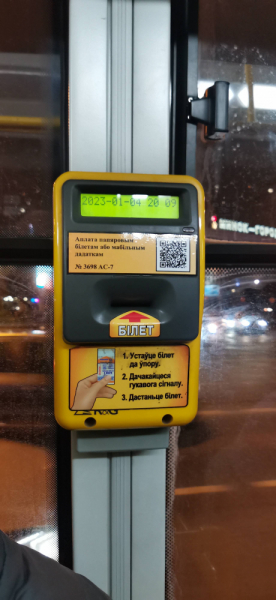 2023-01-04 20 09
Аплата папяровым
білетам або мабільным
дадаткам
№ 3698 АС-7
БІЛЕТ
1. Устаўце білет
да ўпору.
2. Дачакайцеся
гукавога сігналу.
3. Дастаньце білет.